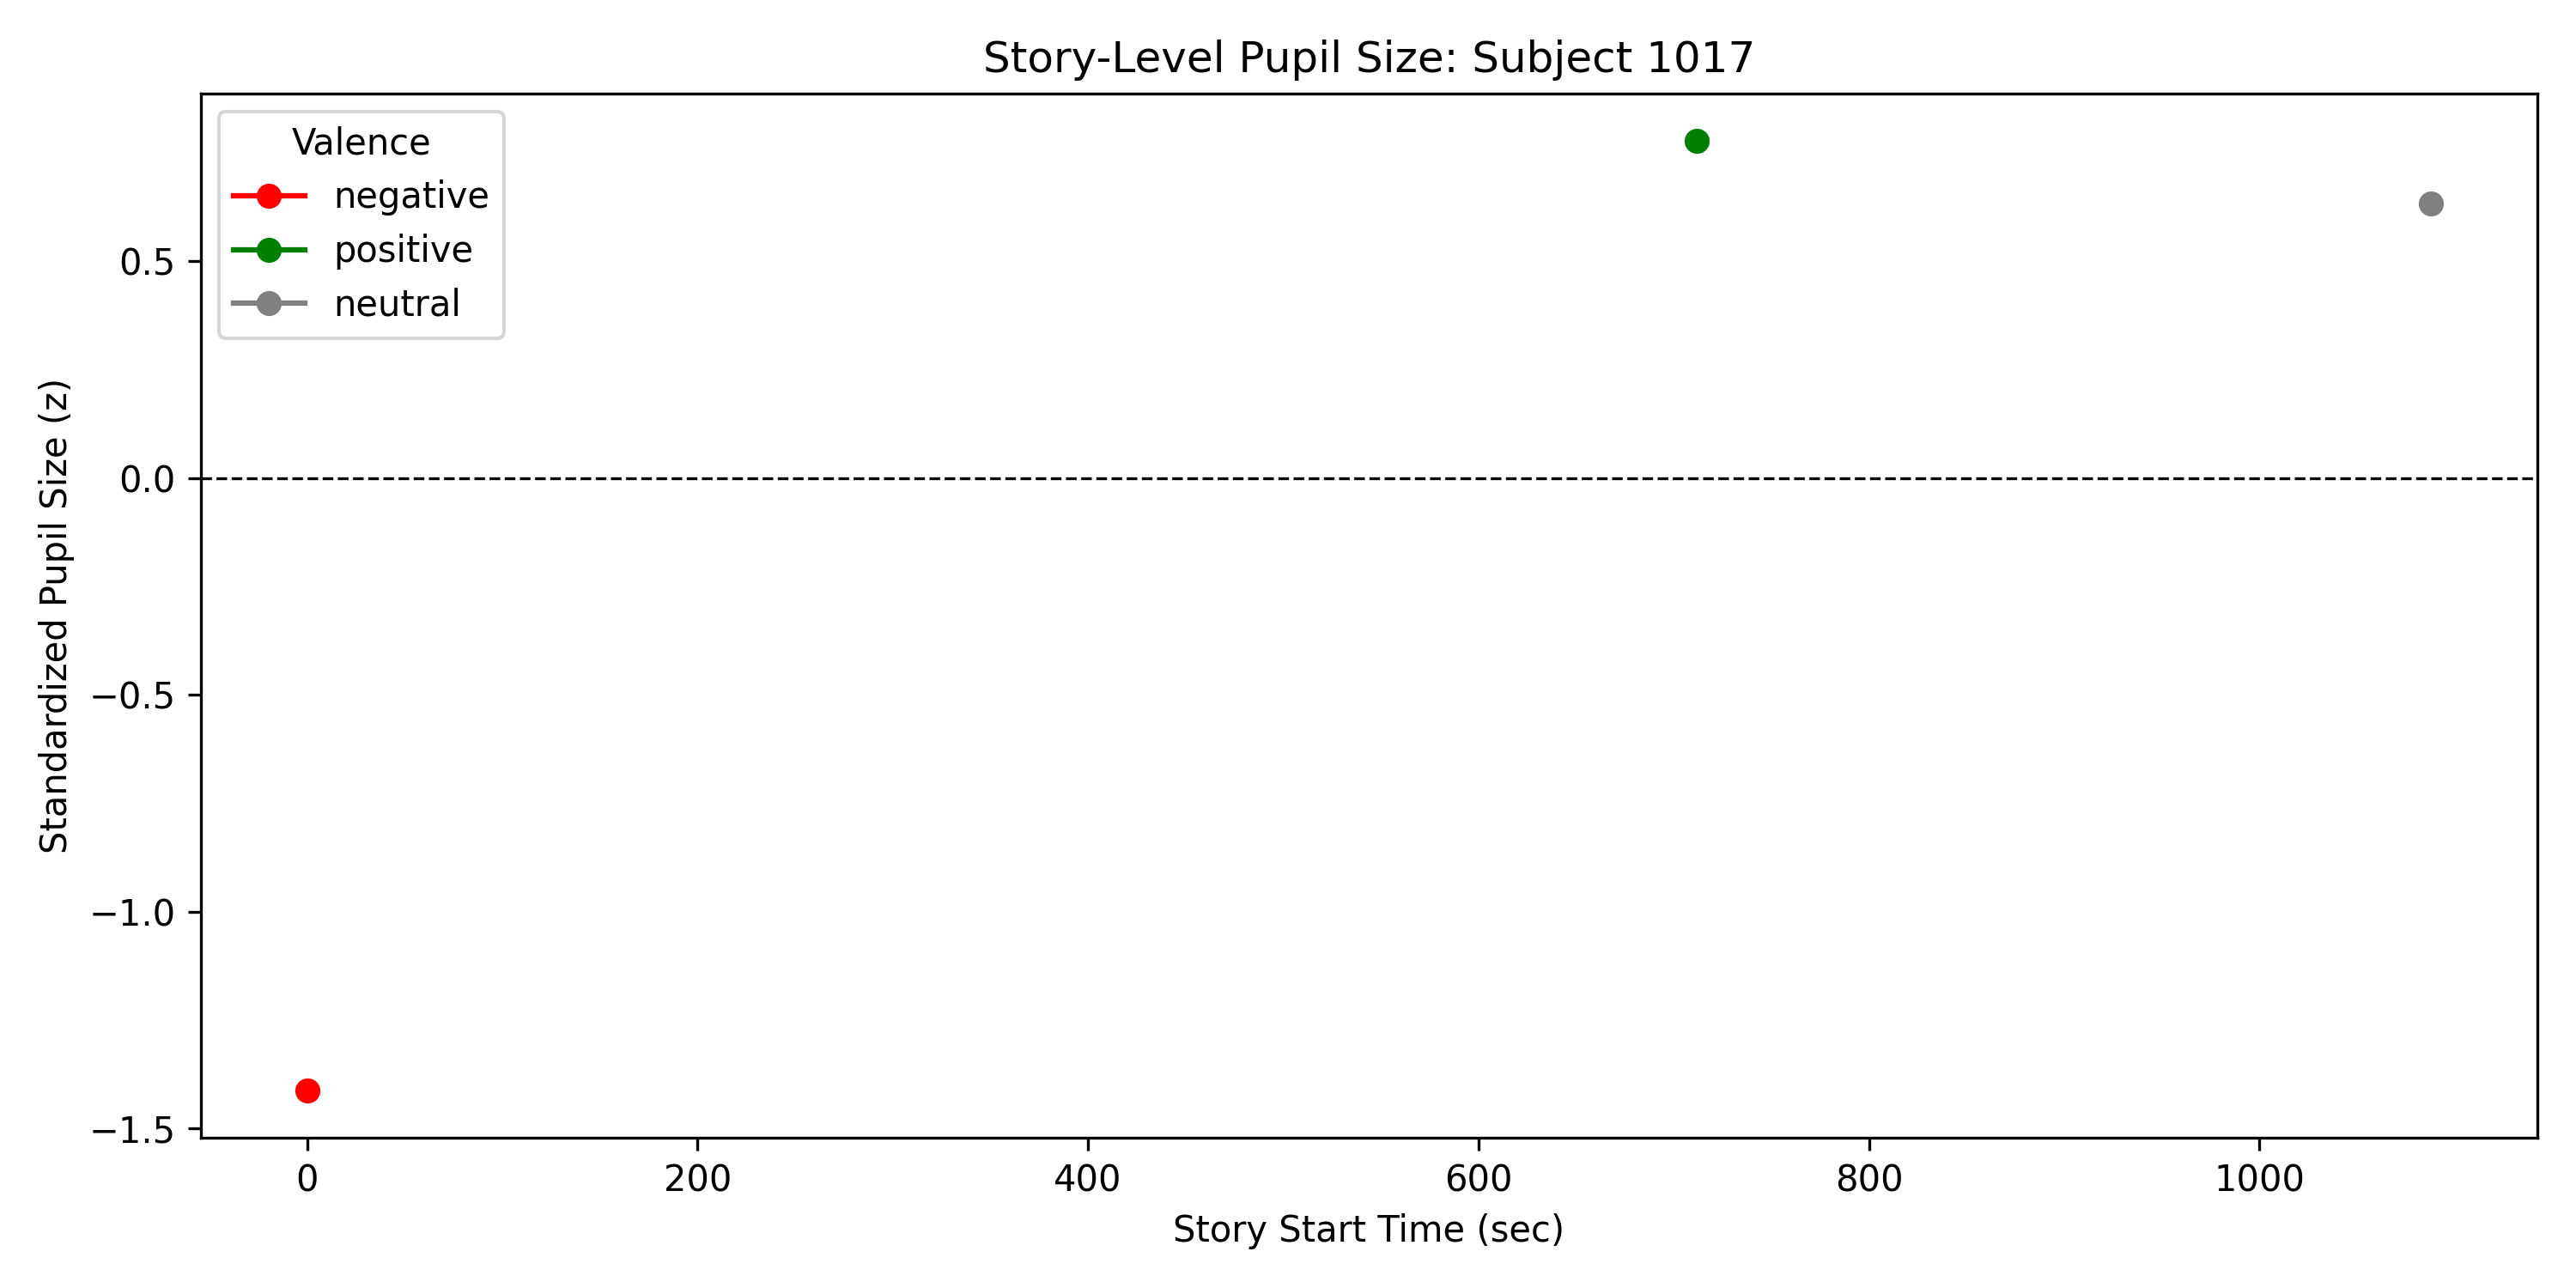 Story-Level Pupil Size: Subject 1017
Valence
negative
positive
neutral
Standardized Pupil Size (z)
0.5
0.0
−0.5
−1.0
−1.5
0 200 400 600 800 1000
Story Start Time (sec)